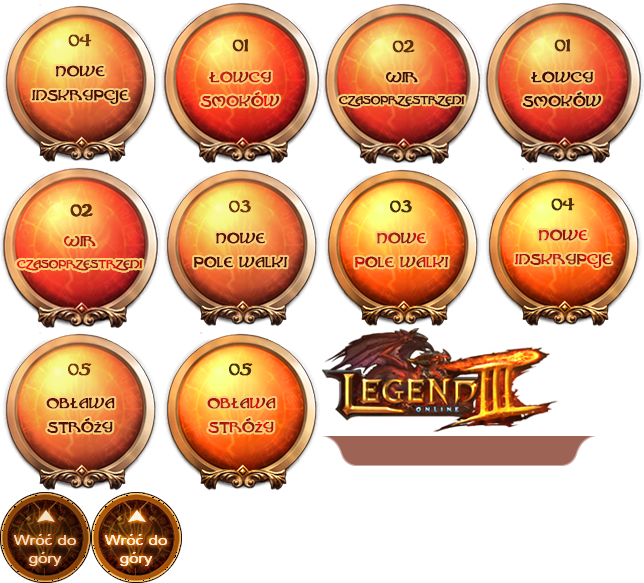 04
NOWE
INSKRYPCJE
01
ŁOWCY
SMOKÓW
02
WIR
CZASOPRZESTRZENI
01
ŁOWCY
SMOKÓW
02
WIR
CZASOPRZESTRZENI
03
NOWE
POLE WALKI
03
NOWE
POLE WALKI
04
NOWE
INSKRYPCJE
05
OBŁAWA
STRÓŻY
05
OBŁAWA
STRÓŻY
LEGEND III
ONLINE
Wróć do
góry
Wróć do
góry